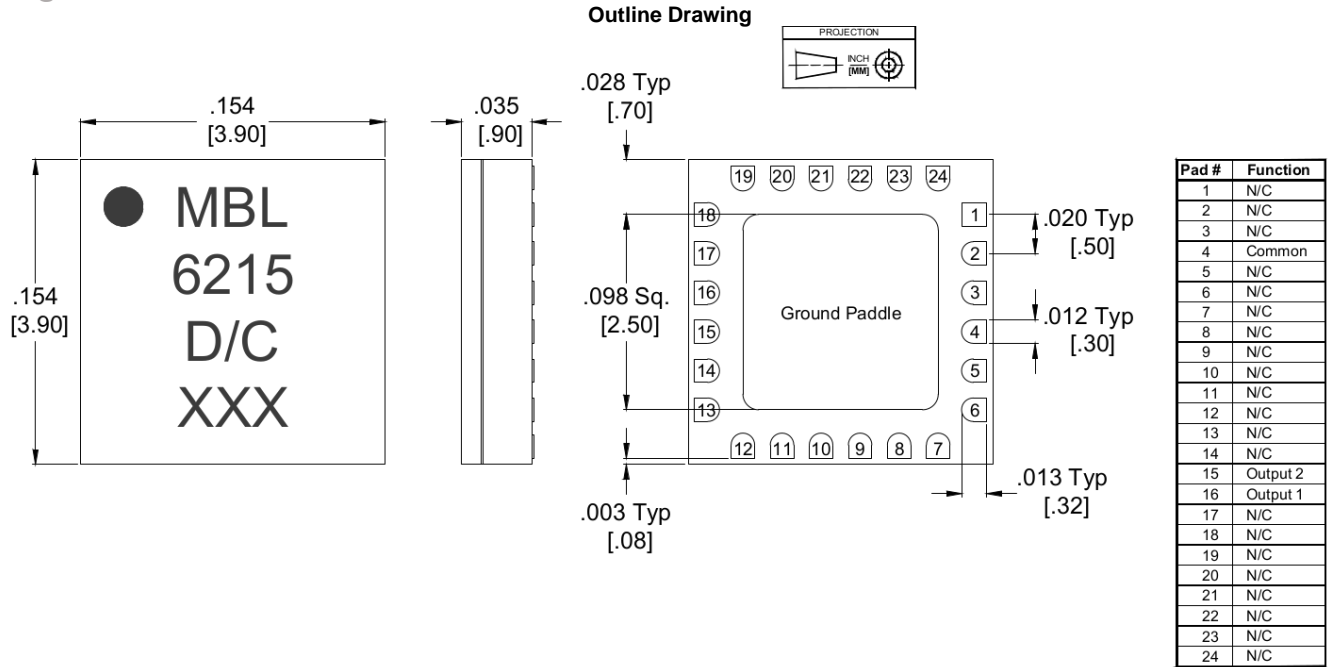 Outline Drawing
PROJECTION
INCH
[MM]
.154
[3.90]
.154
[3.90]
MBL
6215
D/C
XXX
.035
[.90]
.028 Typ
[.70]
.098 Sq.
[2.50]
.003 Typ
[.08]
19 20 21 22 23 24
18
17
16
15
14
13
Ground Paddle
1
2
3
4
5
6
12 11 10 9 8 7
.020 Typ
[.50]
.012 Typ
[.30]
.013 Typ
[.32]
Pad # Function
1 N/C
2 N/C
3 N/C
4 Common
5 N/C
6 N/C
7 N/C
8 N/C
9 N/C
10 N/C
11 N/C
12 N/C
13 N/C
14 N/C
15 Output 2
16 Output 1
17 N/C
18 N/C
19 N/C
20 N/C
21 N/C
22 N/C
23 N/C
24 N/C